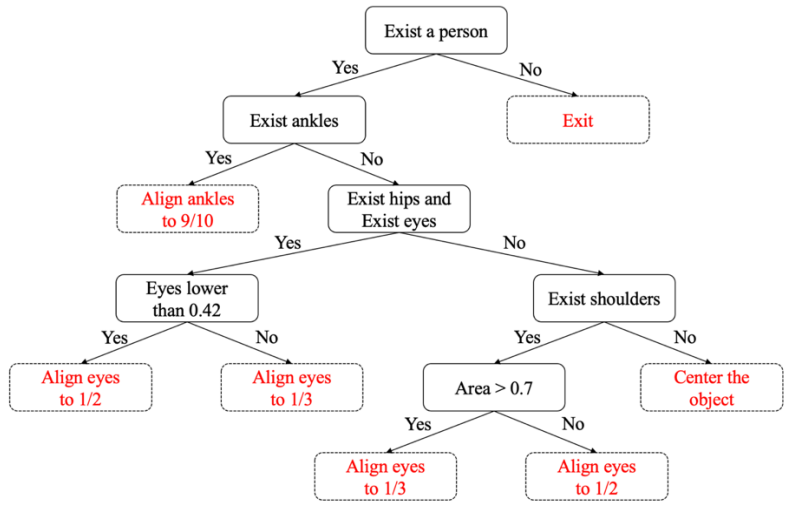 Exist a person
Yes
No
Exist ankles
Exit
Yes
No
Align ankles
to 9/10
Exist hips and
Exist eyes
Yes
No
Eyes lower
than 0.42
Exist shoulders
Yes
No
Yes
No
Align eyes
to 1/2
Align eyes
to 1/3
Area > 0.7
Center the
object
Yes
No
Align eyes
to 1/3
Align eyes
to 1/2